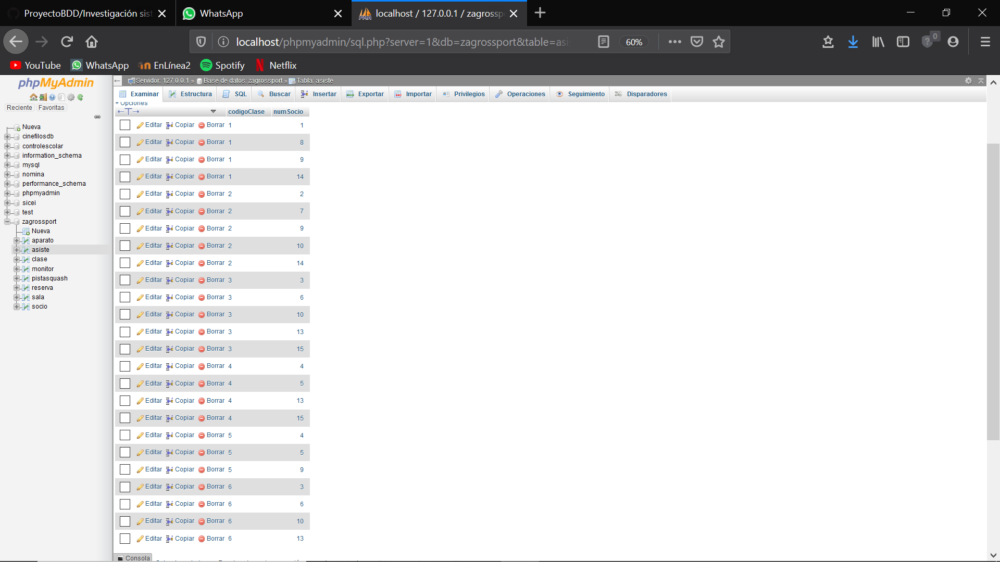 ProyectoBDD/Investigación sist
WhatsApp
localhost / 127.0.0.1 / zagrossp
localhost/phpmyadmin/sql.php?server=1&db=zagrossport&table=asi
60%
0
YouTube
WhatsApp
EnLínea2
Spotify
Netflix
phpMyAdmin
Reciente
Favoritas
Nueva
cinefilosdb
controlescolar
information_schema
mysql
nomina
performance_schema
phpmyadmin
sicei
test
zagrossport
Nueva
aparato
asiste
clase
monitor
pistasquash
reserva
sala
socio
Servidor: 127.0.0.1 » Base de datos: zagrossport » Tabla: asiste
Examinar Estructura SQL Buscar Insertar Exportar Importar Privilegios Operaciones Seguimiento Disparadores
+ Opciones
←T→ codigoClase numSocio
Editar Copiar Borrar 1 1
Editar Copiar Borrar 1 8
Editar Copiar Borrar 1 9
Editar Copiar Borrar 1 14
Editar Copiar Borrar 2 2
Editar Copiar Borrar 2 7
Editar Copiar Borrar 2 9
Editar Copiar Borrar 2 10
Editar Copiar Borrar 2 14
Editar Copiar Borrar 3 3
Editar Copiar Borrar 3 6
Editar Copiar Borrar 3 10
Editar Copiar Borrar 3 13
Editar Copiar Borrar 3 15
Editar Copiar Borrar 4 4
Editar Copiar Borrar 4 5
Editar Copiar Borrar 4 13
Editar Copiar Borrar 4 15
Editar Copiar Borrar 5 4
Editar Copiar Borrar 5 5
Editar Copiar Borrar 5 9
Editar Copiar Borrar 6 3
Editar Copiar Borrar 6 6
Editar Copiar Borrar 6 10
Editar Copiar Borrar 6 13
Consola